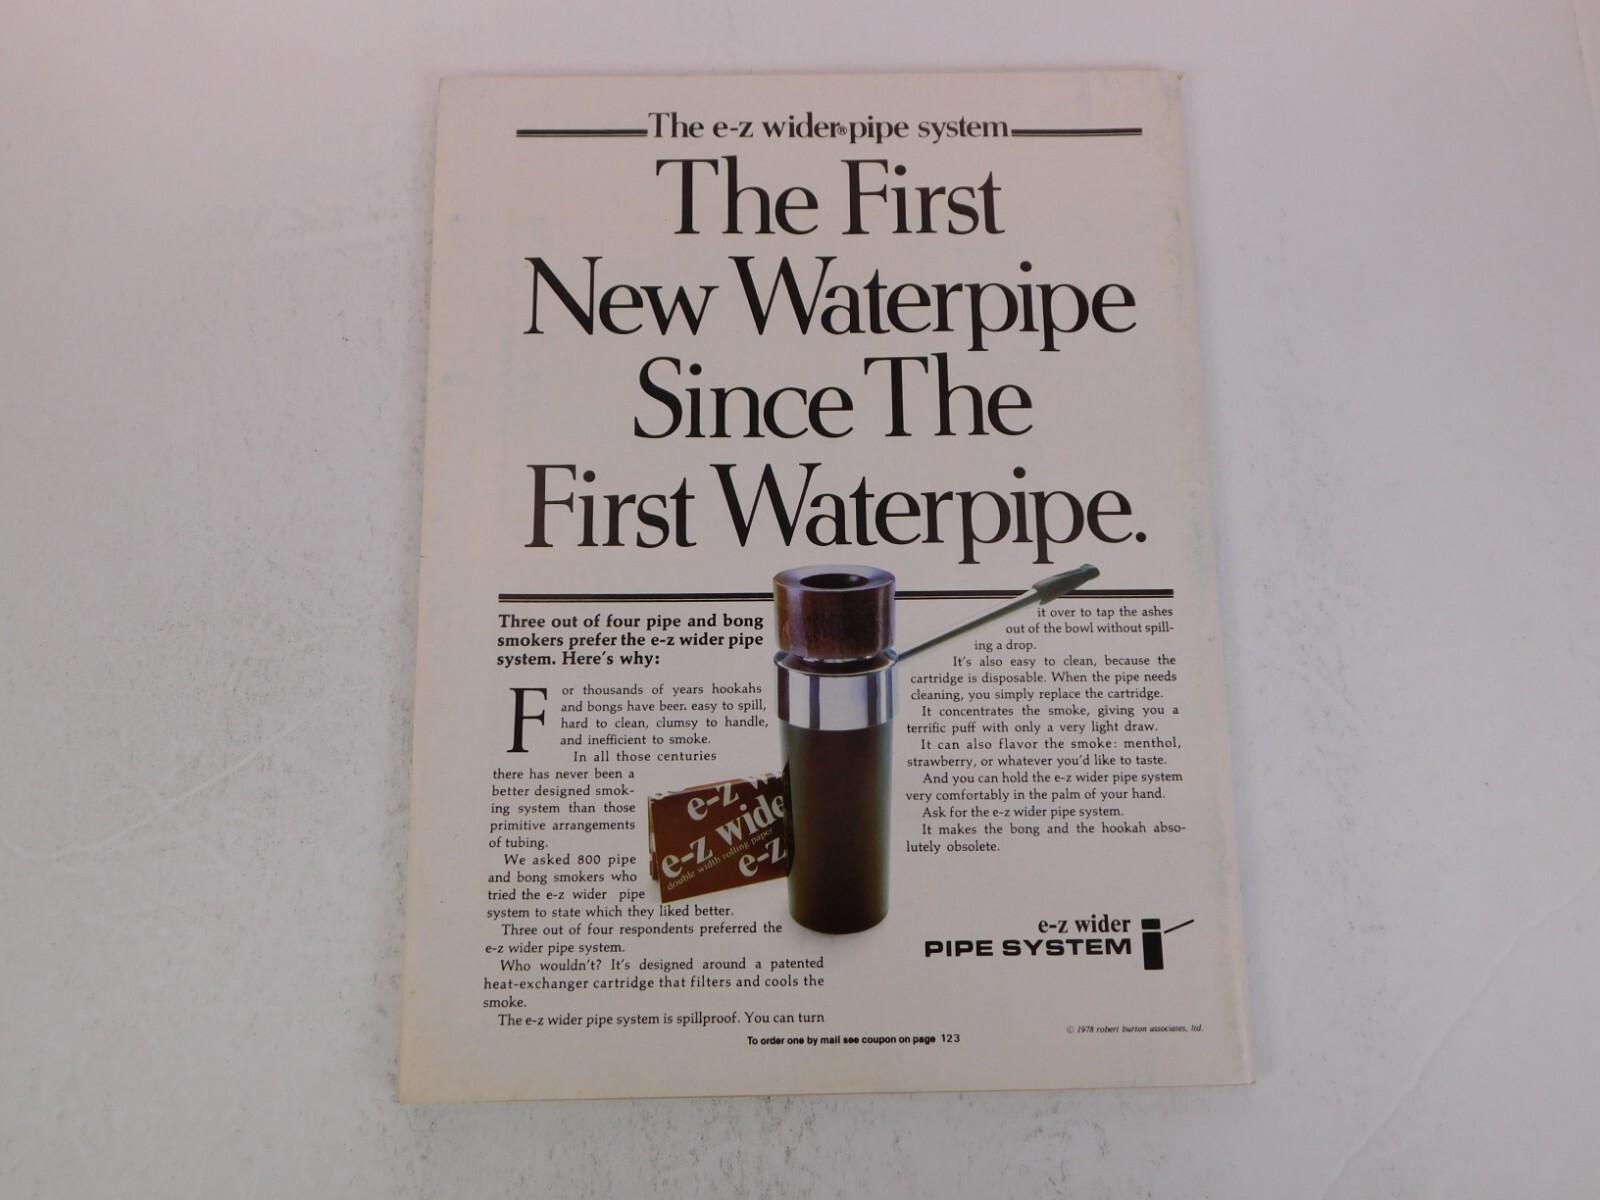 The e-z wider® pipe system
The First
New Waterpipe
Since The
First Waterpipe.
Three out of four pipe and bong
smokers prefer the e-z wider pipe
system. Here's why:
For thousands of years hookahs
and bongs have been easy to spill,
hard to clean, clumsy to handle,
and inefficient to smoke.
In all those centuries
there has never been a
better designed smok-
ing system than those
primitive arrangements
of tubing.
We asked 800 pipe
and bong smokers who
tried the e-z wider pipe
system to state which they liked better.
Three out of four respondents preferred the
e-z wider pipe system.
Who wouldn't? It's designed around a patented
heat-exchanger cartridge that filters and cools the
smoke.
The e-z wider pipe system is spillproof. You can turn
it over to tap the ashes
out of the bowl without spill-
ing a drop.
It's also easy to clean, because the
cartridge is disposable. When the pipe needs
cleaning, you simply replace the cartridge.
It concentrates the smoke, giving you a
terrific puff with only a very light draw.
It can also flavor the smoke: menthol,
strawberry, or whatever you'd like to taste.
And you can hold the e-z wider pipe system
very comfortably in the palm of your hand.
Ask for the e-z wider pipe system.
It makes the bong and the hookah abso-
lutely obsolete.
e-z w
e-z wide
double width rolling paper
e-z
e-z wider
PIPE SYSTEM
© 1978 robert burton associates, ltd.
To order one by mail see coupon on page 123